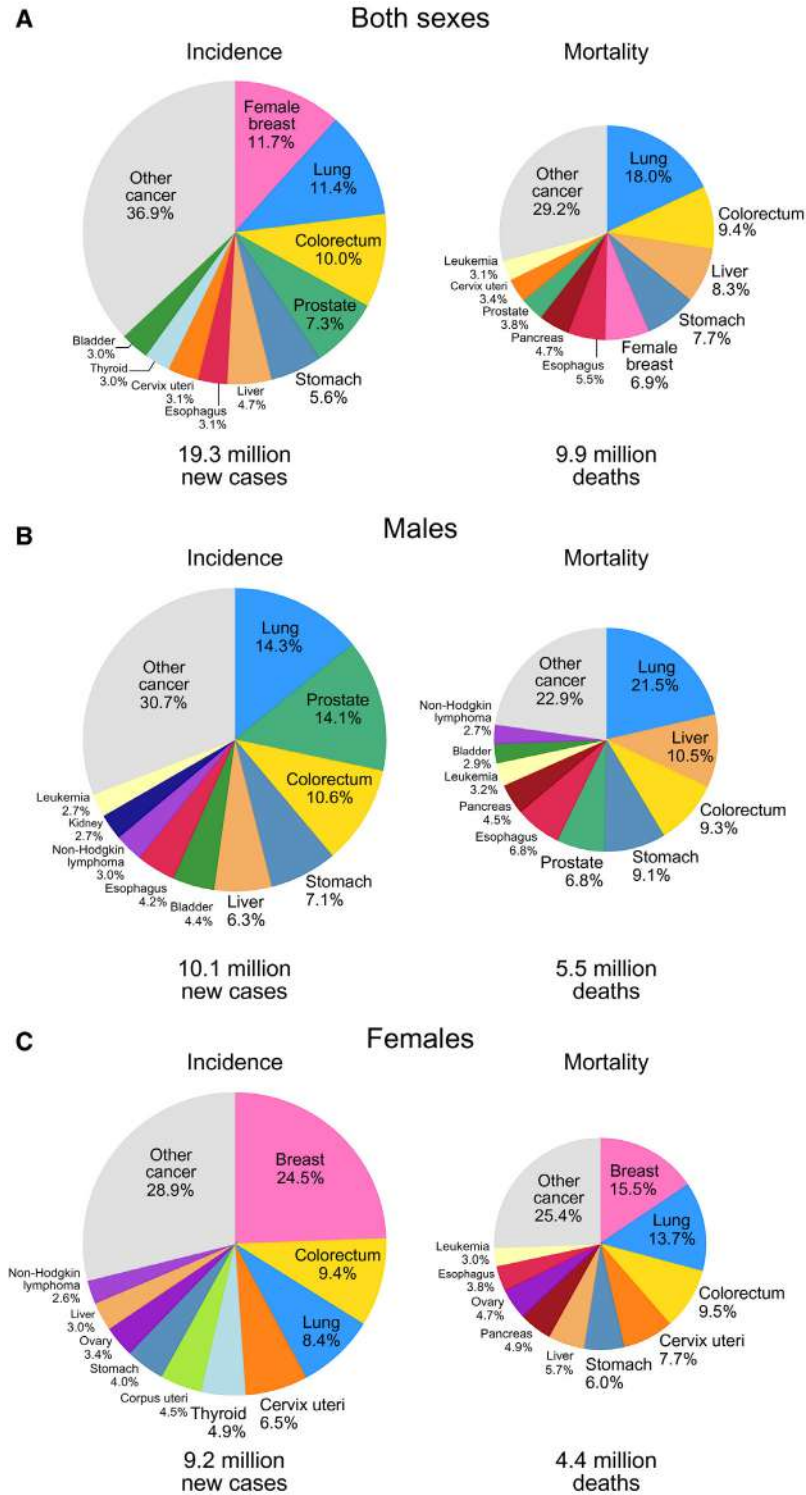 A
Both sexes
Incidence
Mortality
Female
breast
11.7%
Lung
11.4%
Colorectum
10.0%
Prostate
7.3%
Stomach
5.6%
Liver
4.7%
Esophagus
3.1%
Cervix uteri
3.1%
Thyroid
3.0%
Bladder
3.0%
Other
cancer
36.9%
19.3 million
new cases
Lung
18.0%
Colorectum
9.4%
Liver
8.3%
Stomach
7.7%
Female
breast
6.9%
Esophagus
5.5%
Pancreas
4.7%
Prostate
3.8%
Cervix uteri
3.4%
Leukemia
3.1%
Other
cancer
29.2%
9.9 million
deaths
B
Males
Incidence
Mortality
Lung
14.3%
Prostate
14.1%
Colorectum
10.6%
Stomach
7.1%
Liver
6.3%
Bladder
4.4%
Esophagus
4.2%
Non-Hodgkin
lymphoma
3.0%
Kidney
2.7%
Leukemia
2.7%
Other
cancer
30.7%
10.1 million
new cases
Lung
21.5%
Liver
10.5%
Colorectum
9.3%
Stomach
9.1%
Prostate
6.8%
Esophagus
6.8%
Pancreas
4.5%
Leukemia
3.2%
Bladder
2.9%
Non-Hodgkin
lymphoma
2.7%
Other
cancer
22.9%
5.5 million
deaths
C
Females
Incidence
Mortality
Breast
24.5%
Colorectum
9.4%
Lung
8.4%
Cervix uteri
6.5%
Thyroid
4.9%
Corpus uteri
4.5%
Stomach
4.0%
Ovary
3.4%
Liver
3.0%
Non-Hodgkin
lymphoma
2.6%
Other
cancer
28.9%
9.2 million
new cases
Breast
15.5%
Lung
13.7%
Colorectum
9.5%
Cervix uteri
7.7%
Stomach
6.0%
Liver
5.7%
Pancreas
4.9%
Ovary
4.7%
Esophagus
3.8%
Leukemia
3.0%
Other
cancer
25.4%
4.4 million
deaths